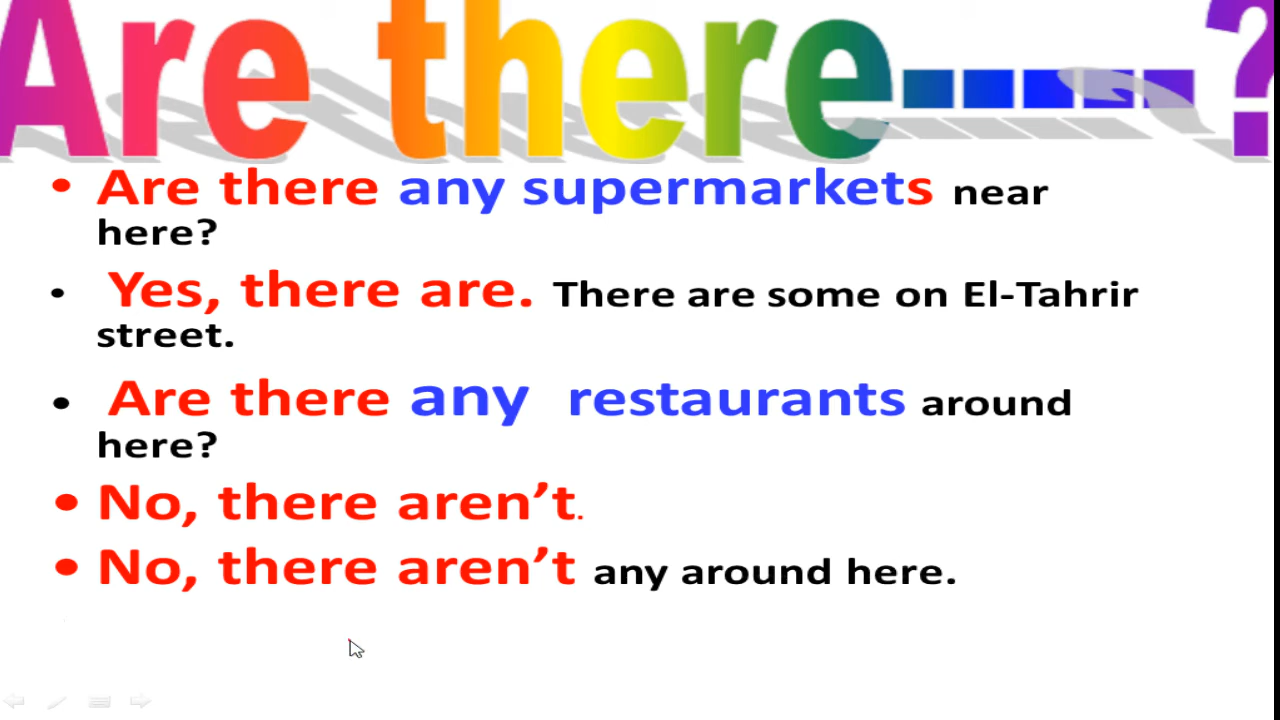 Are there-----?
• Are there any supermarkets near
here?
• Yes, there are. There are some on El-Tahrir
street.
• Are there any restaurants around
here?
• No, there aren’t.
• No, there aren’t any around here.